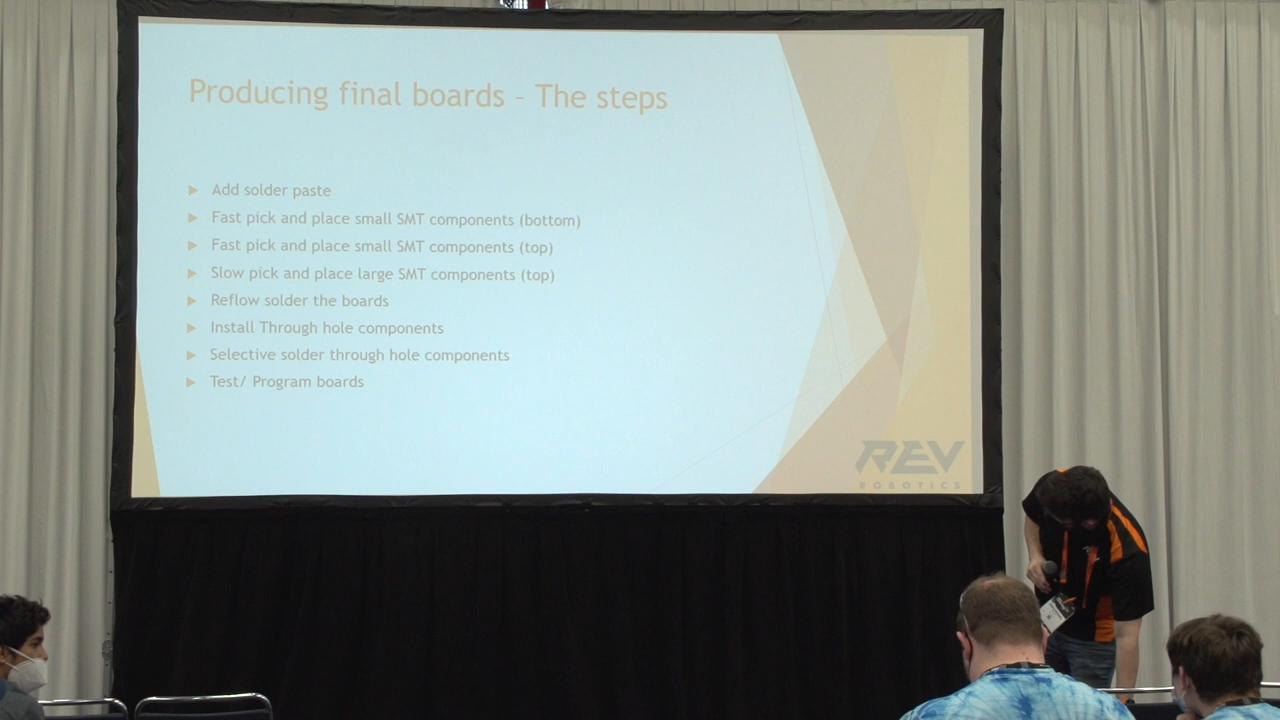 Producing final boards – The steps
Add solder paste
Fast pick and place small SMT components (bottom)
Fast pick and place small SMT components (top)
Slow pick and place large SMT components (top)
Reflow solder the boards
Install Through hole components
Selective solder through hole components
Test/ Program boards
REV
ROBOTICS